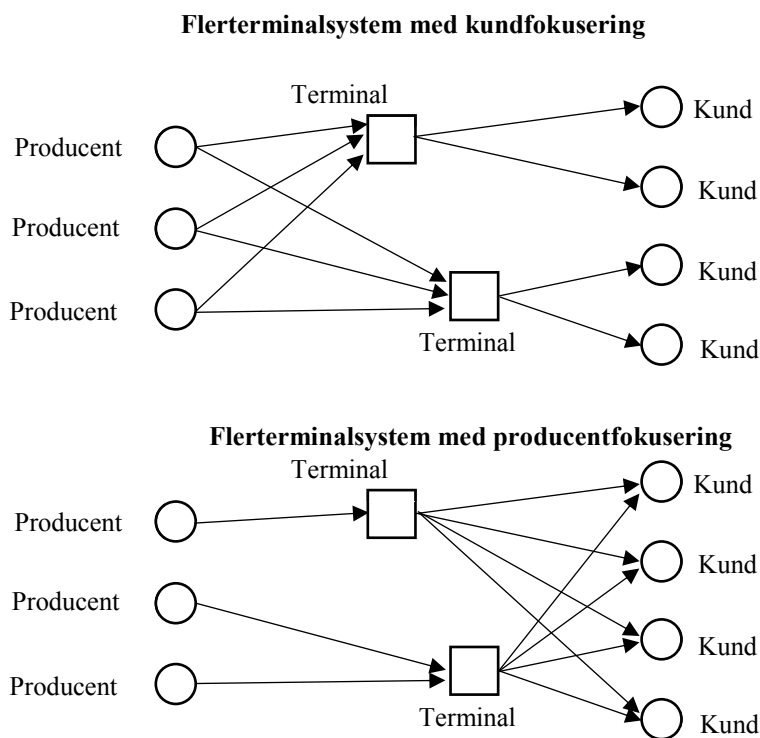 Flerterminalsystem med kundfokusering
Terminal
Kund
Producent
Kund
Producent
Kund
Producent
Terminal
Kund
Flerterminalsystem med producentfokusering
Terminal
Kund
Producent
Kund
Producent
Kund
Producent
Terminal
Kund